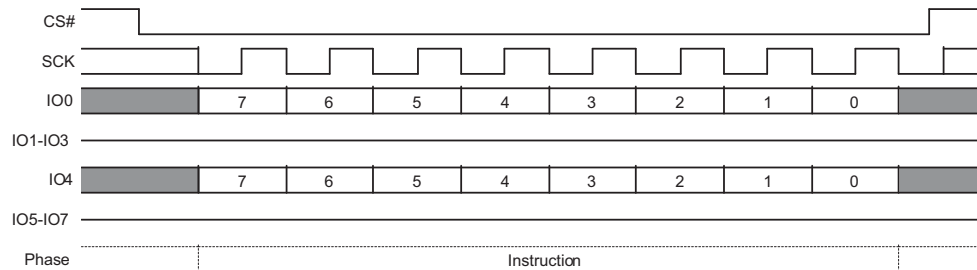 CS#
SCK
IO0 7 6 5 4 3 2 1 0
IO1-IO3
IO4 7 6 5 4 3 2 1 0
IO5-IO7
Phase Instruction